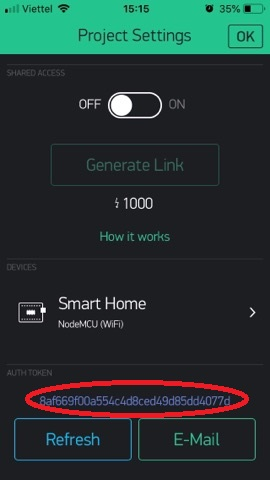 Viettel 15:15 35%
Project Settings OK
SHARED ACCESS
OFF ON
Generate Link
1000
How it works
DEVICES
Smart Home
NodeMCU (WiFi)
AUTH TOKEN
8af669f00a554c4d8ced49d85dd4077d
Refresh E-Mail